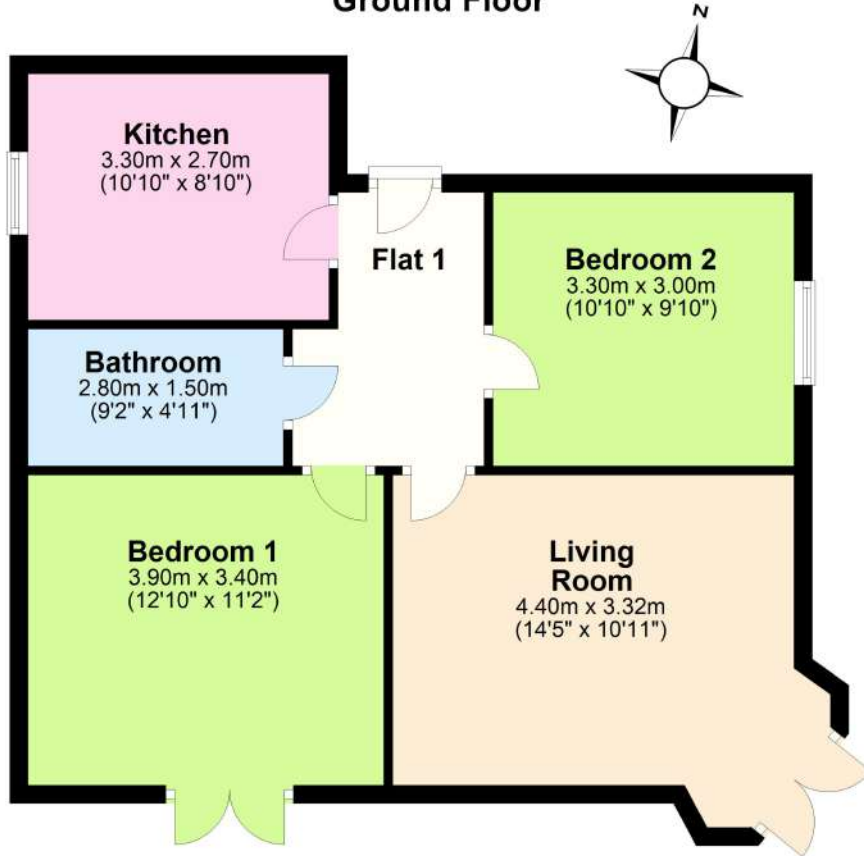 Ground Floor
N
Kitchen
3.30m x 2.70m
(10'10" x 8'10")
Flat 1
Bedroom 2
3.30m x 3.00m
(10'10" x 9'10")
Bathroom
2.80m x 1.50m
(9'2" x 4'11")
Bedroom 1
3.90m x 3.40m
(12'10" x 11'2")
Living
Room
4.40m x 3.32m
(14'5" x 10'11")